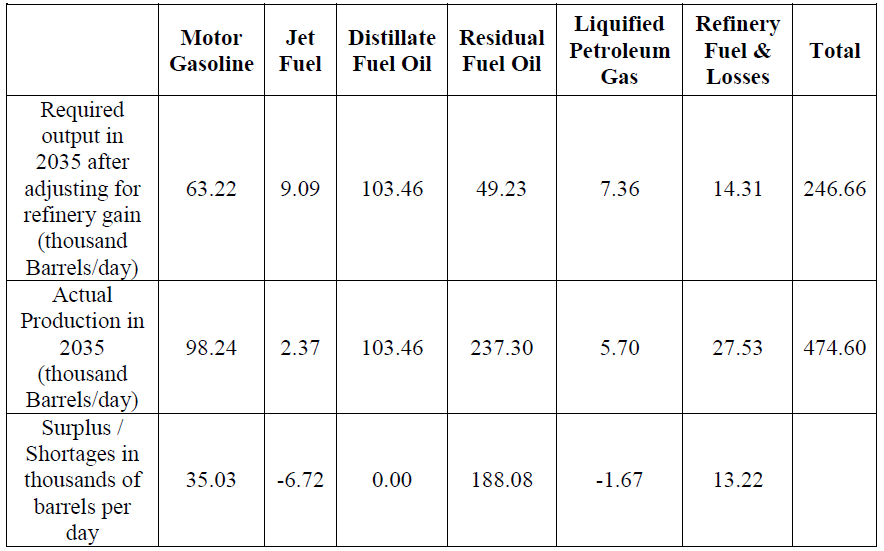 Motor Gasoline
Jet Fuel
Distillate Fuel Oil
Residual Fuel Oil
Liquified Petroleum Gas
Refinery Fuel & Losses
Total
Required
output in
2035 after
adjusting for
refinery gain
(thousand
Barrels/day)
63.22 9.09 103.46 49.23 7.36 14.31 246.66
Actual
Production in
2035
(thousand
Barrels/day)
98.24 2.37 103.46 237.30 5.70 27.53 474.60
Surplus /
Shortages in
thousands of
barrels per
day
35.03 -6.72 0.00 188.08 -1.67 13.22